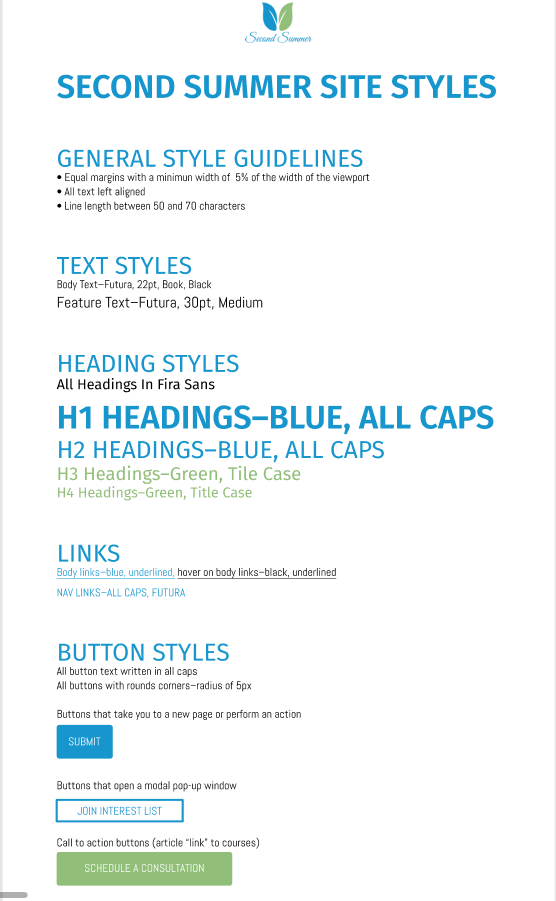 Second Summer
SECOND SUMMER SITE STYLES
GENERAL STYLE GUIDELINES
• Equal margins with a minimun width of 5% of the width of the viewport
• All text left aligned
• Line length between 50 and 70 characters
TEXT STYLES
Body Text–Futura, 22pt, Book, Black
Feature Text–Futura, 30pt, Medium
HEADING STYLES
All Headings In Fira Sans
H1 HEADINGS–BLUE, ALL CAPS
H2 HEADINGS–BLUE, ALL CAPS
H3 Headings–Green, Tile Case
H4 Headings–Green, Title Case
LINKS
Body links–blue, underlined, hover on body links–black, underlined
NAV LINKS–ALL CAPS, FUTURA
BUTTON STYLES
All button text written in all caps
All buttons with rounds corners–radius of 5px
Buttons that take you to a new page or perform an action
SUBMIT
Buttons that open a modal pop-up window
JOIN INTEREST LIST
Call to action buttons (article “link” to courses)
SCHEDULE A CONSULTATION